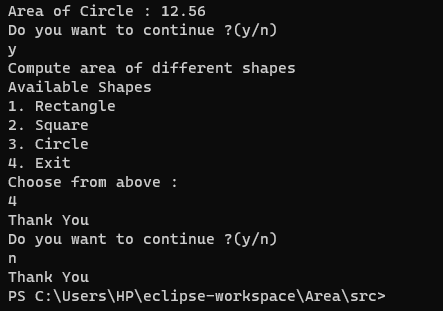 Area of Circle : 12.56
Do you want to continue ?(y/n)
y
Compute area of different shapes
Available Shapes
1. Rectangle
2. Square
3. Circle
4. Exit
Choose from above :
4
Thank You
Do you want to continue ?(y/n)
n
Thank You
PS C:\Users\HP\eclipse-workspace\Area\src>